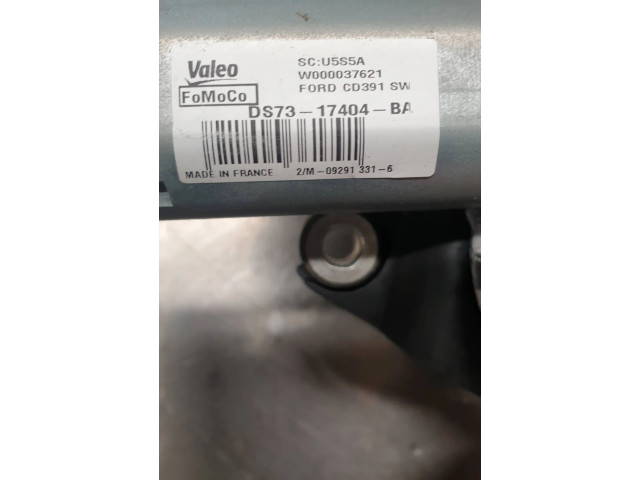 Valeo
FoMoCo
SC:U5S5A
W000037621
FORD CD391 SW
DS73-17404-BA
MADE IN FRANCE 2/M-09291 331-6